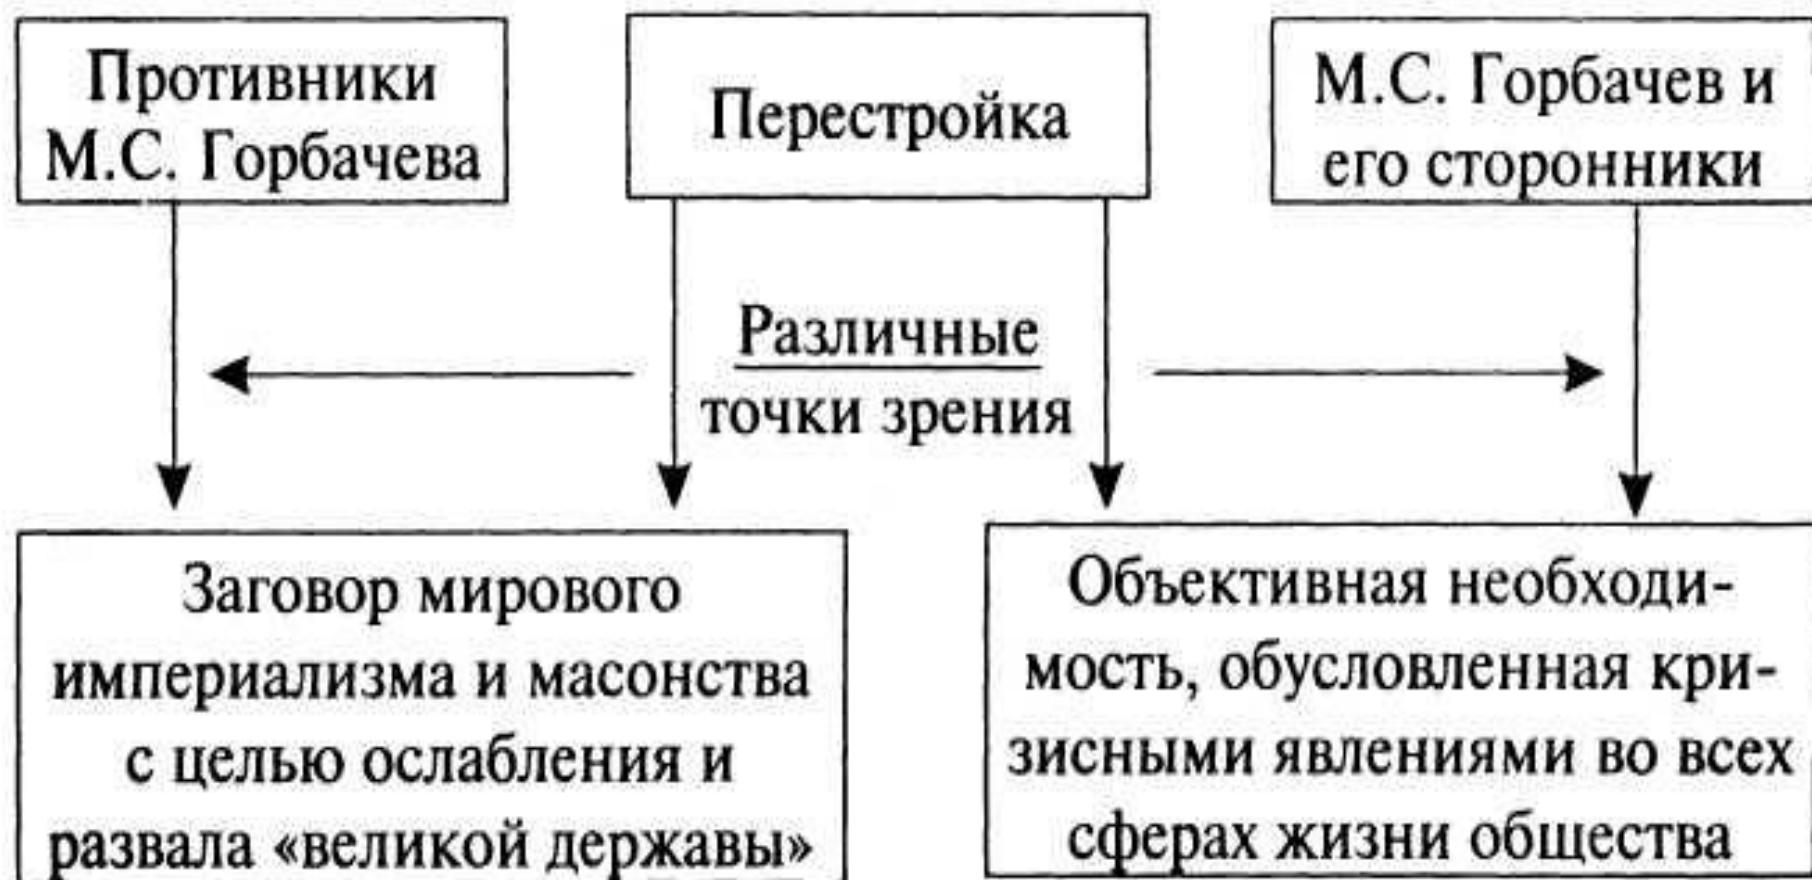 Противники
М.С. Горбачева
Перестройка
М.С. Горбачев и
его сторонники
Различные
точки зрения
Заговор мирового
империализма и масонства
с целью ослабления и
развала «великой державы»
Объективная необходи-
мость, обусловленная кри-
зисными явлениями во всех
сферах жизни общества